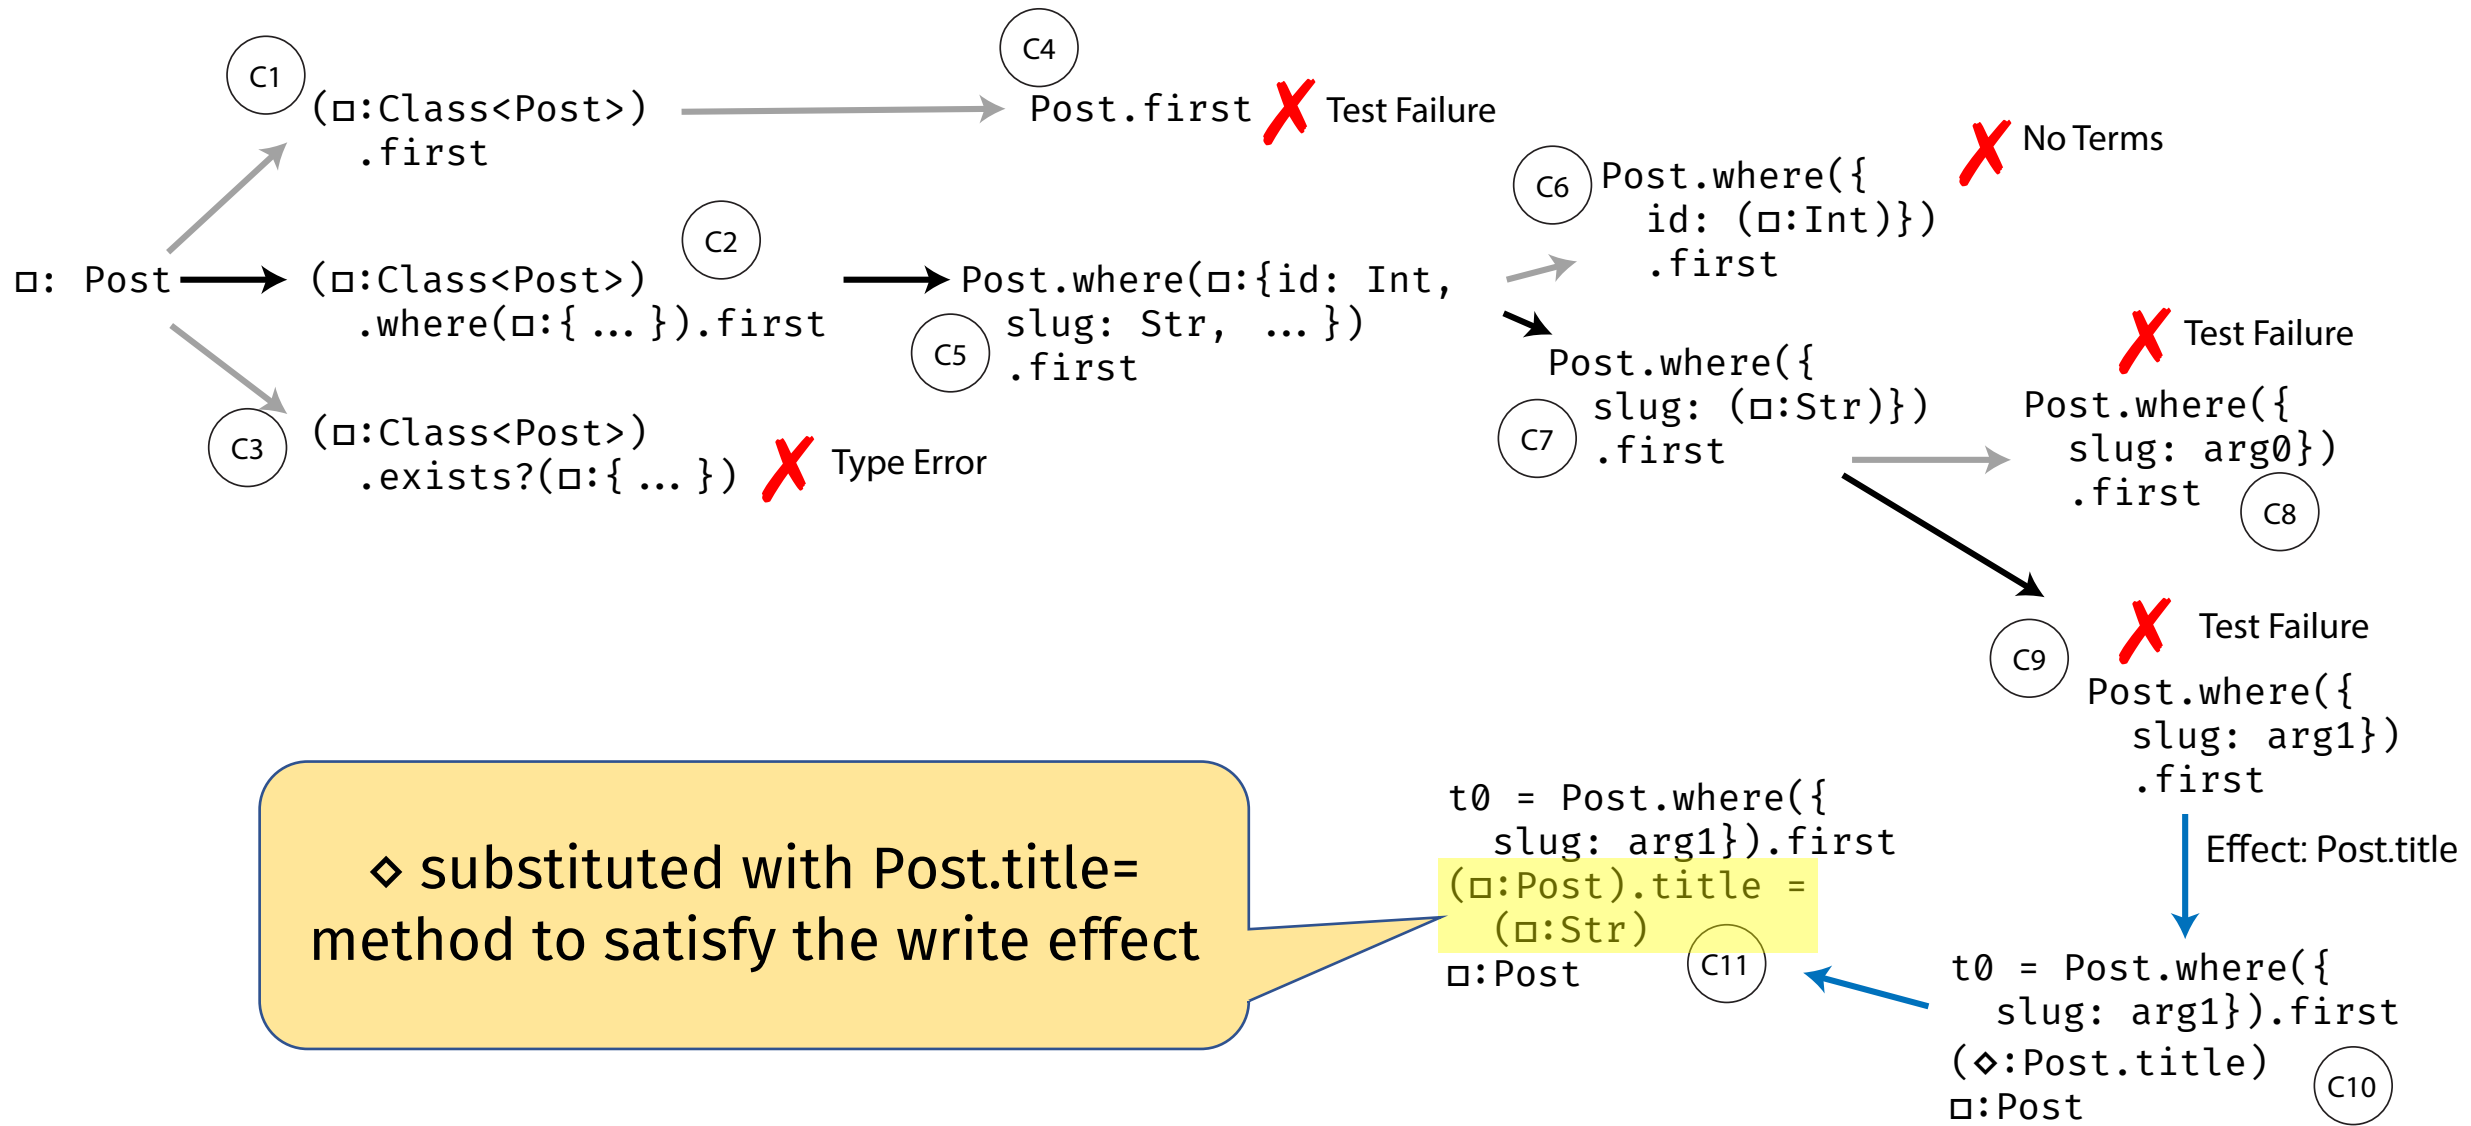 C1
(□:Class<Post>)
.first
C4
Post.first
Test Failure
□: Post
C2
(□:Class<Post>)
.where(□:{ ... }).first
C3
(□:Class<Post>)
.exists?(□:{ ... })
Type Error
Post.where(□:{id: Int,
slug: Str, ... })
.first
C5
C6
Post.where({
id: (□:Int)})
.first
No Terms
Post.where({
slug: (□:Str)})
.first
C7
Test Failure
Post.where({
slug: arg0})
.first
C8
C9
Test Failure
Post.where({
slug: arg1})
.first
Effect: Post.title
t0 = Post.where({
slug: arg1}).first
(◇:Post.title)
□:Post
C10
t0 = Post.where({
slug: arg1}).first
(□:Post).title =
(□:Str)
□:Post
C11
◇ substituted with Post.title=
method to satisfy the write effect